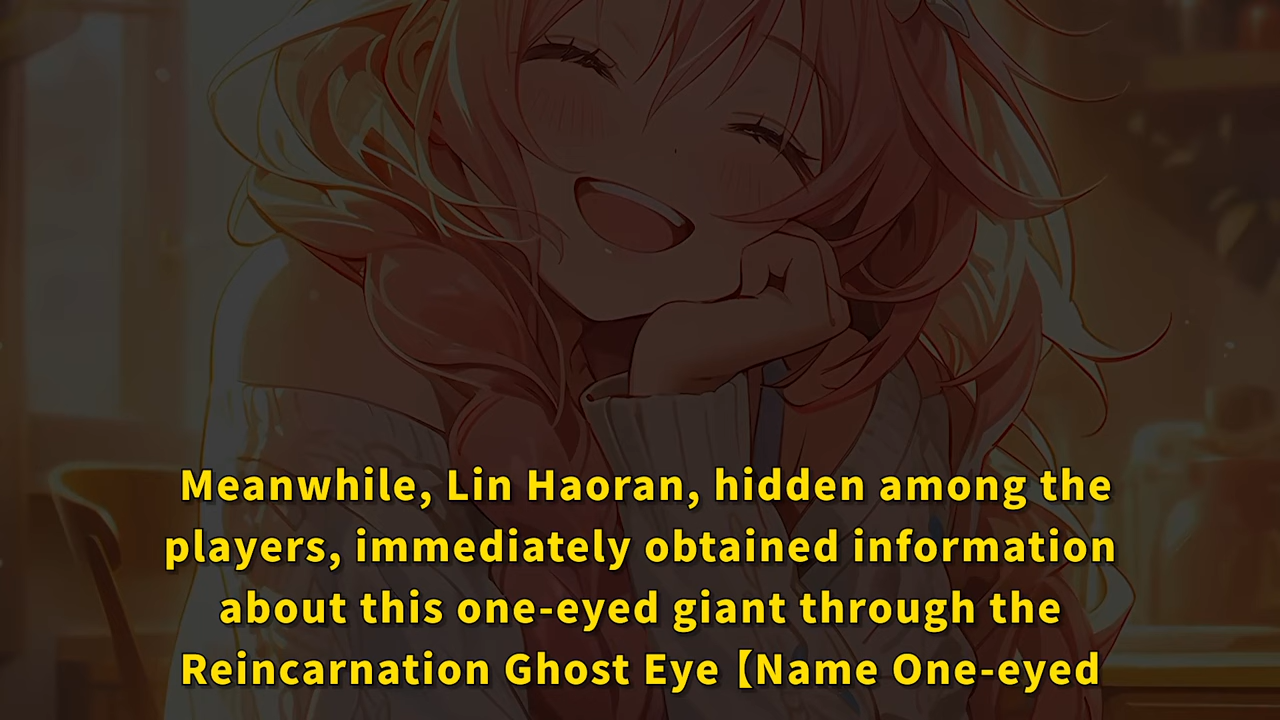 Meanwhile, Lin Haoran, hidden among the
players, immediately obtained information
about this one-eyed giant through the
Reincarnation Ghost Eye【Name One-eyed